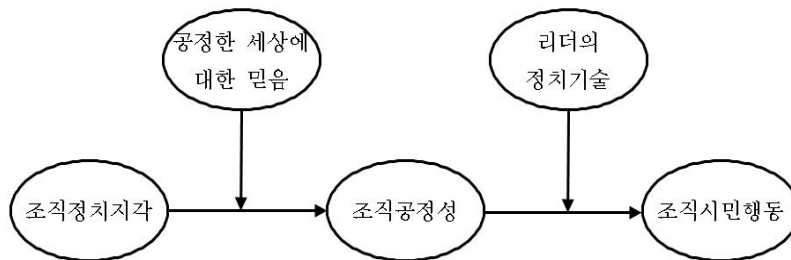 공정한 세상에
대한 믿음
리더의
정치기술
조직정치지각
조직공정성
조직시민행동